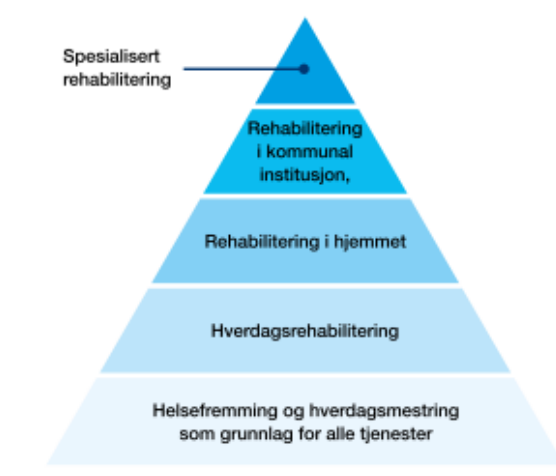 Spesialisert
rehabilitering
Rehabilitering
i kommunal
institusjon,
Rehabilitering i hjemmet
Hverdagsrehabilitering
Helsefremming og hverdagsmestring
som grunnlag for alle tjenester